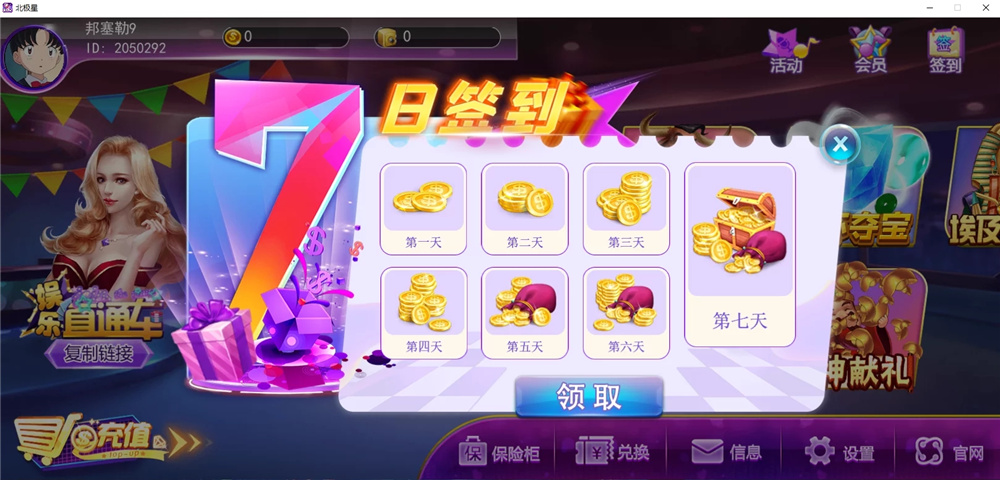 北极星
邦塞勒9
ID: 2050292
0
0
活动
会员
签
签到
7
日签到
第一天
第二天
第三天
第四天
第五天
第六天
第七天
领取
娱乐
直通车
复制链接
夺宝
埃及
神献礼
充值
Top-up
保
保险柜
兑换
信息
设置
官网